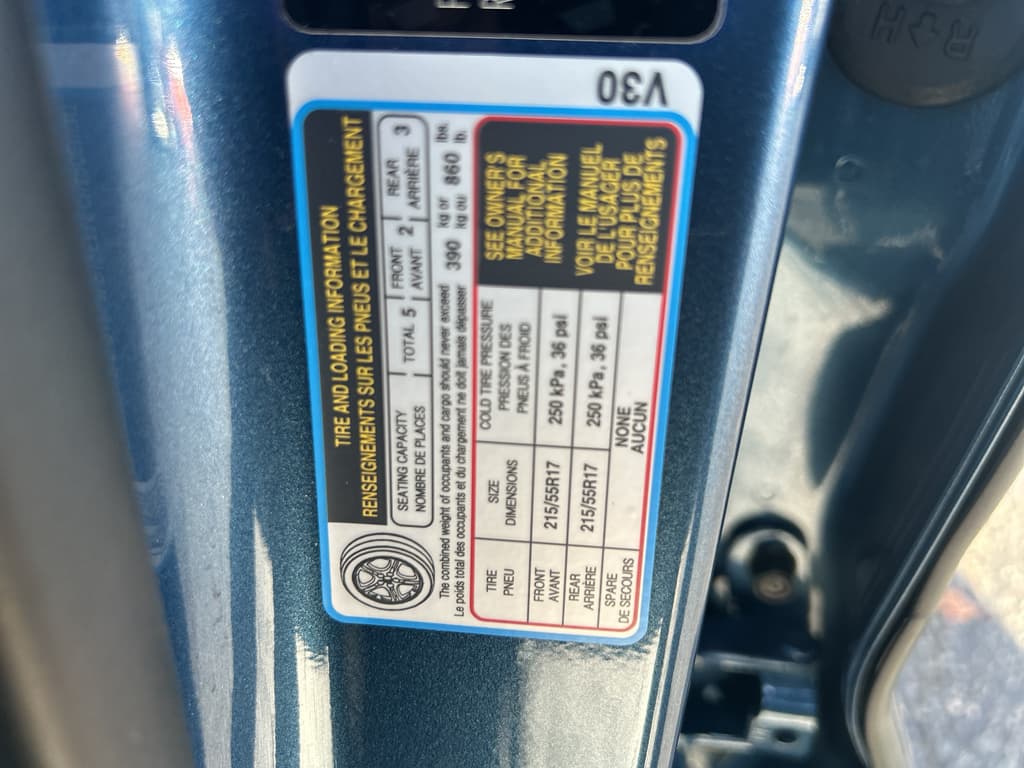 V30
TIRE AND LOADING INFORMATION
RENSEIGNEMENTS SUR LES PNEUS ET LE CHARGEMENT
SEATING CAPACITY
NOMBRE DE PLACES
TOTAL 5
FRONT
AVANT
2
REAR
ARRIÈRE
3
The combined weight of occupants and cargo should never exceed 390 kg or 860 lbs.
Le poids total des occupants et du chargement ne doit jamais dépasser kg ou lb.
TIRE
PNEU
SIZE
DIMENSIONS
COLD TIRE PRESSURE
PRESSION DES
PNEUS À FROID
FRONT
AVANT
215/55R17
250 kPa, 36 psi
REAR
ARRIÈRE
215/55R17
250 kPa, 36 psi
SPARE
DE SECOURS
NONE
AUCUN
SEE OWNER'S
MANUAL FOR
ADDITIONAL
INFORMATION
VOIR LE MANUEL
DE L'USAGER
POUR PLUS DE
RENSEIGNEMENTS
R H